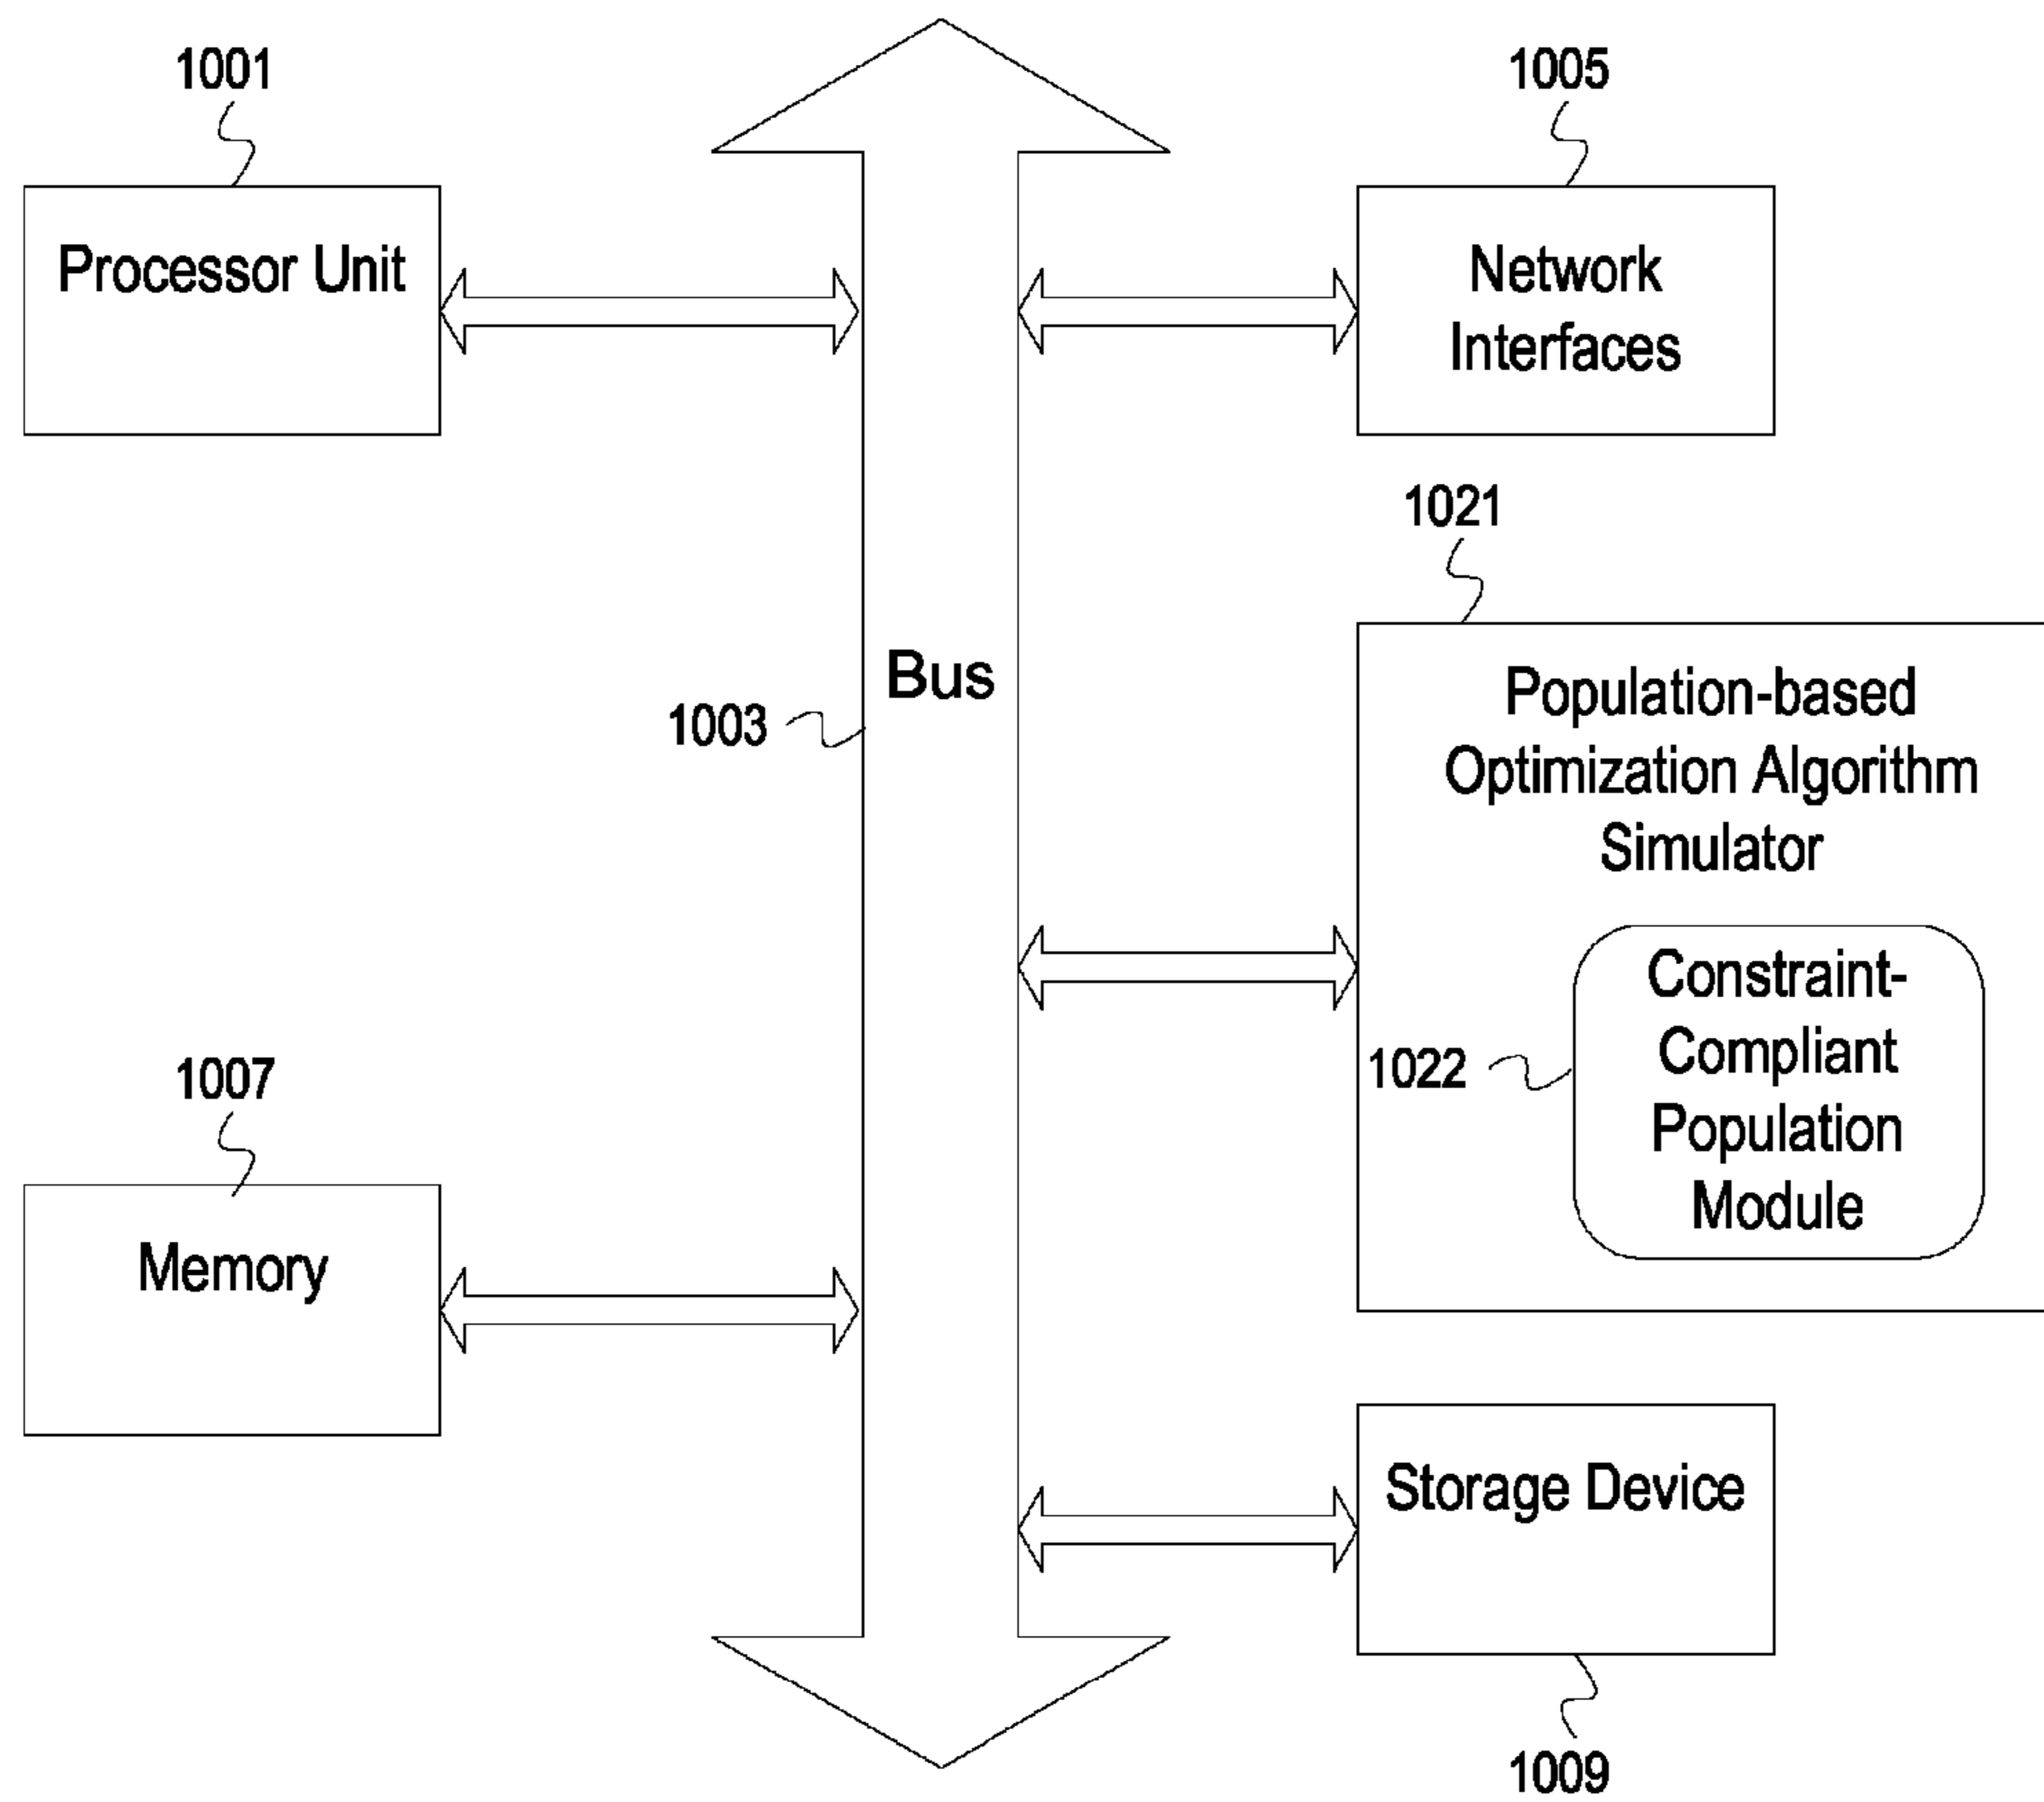 1001
Processor Unit
1005
Network
Interfaces
1021
Population-based
Optimization Algorithm
Simulator
Bus
1003
Constraint-
Compliant
Population
Module
1022
1007
Memory
Storage Device
1009